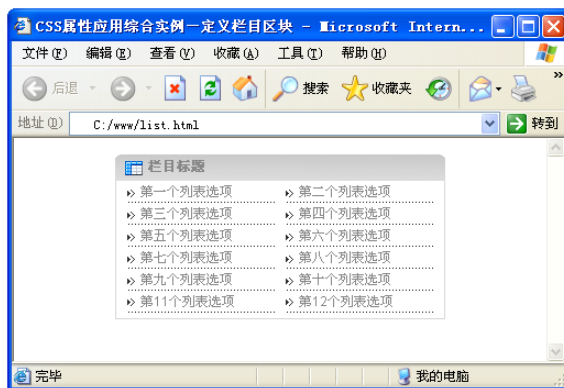 CSS属性应用综合实例一定义栏目区块 - Microsoft Intern...
文件(F) 编辑(E) 查看(V) 收藏(A) 工具(T) 帮助(H)
后退 搜索 收藏夹 »
地址(D) C:/www/list.html 转到
栏目标题
第一个列表选项 第二个列表选项
第三个列表选项 第四个列表选项
第五个列表选项 第六个列表选项
第七个列表选项 第八个列表选项
第九个列表选项 第十个列表选项
第11个列表选项 第12个列表选项
完毕 我的电脑